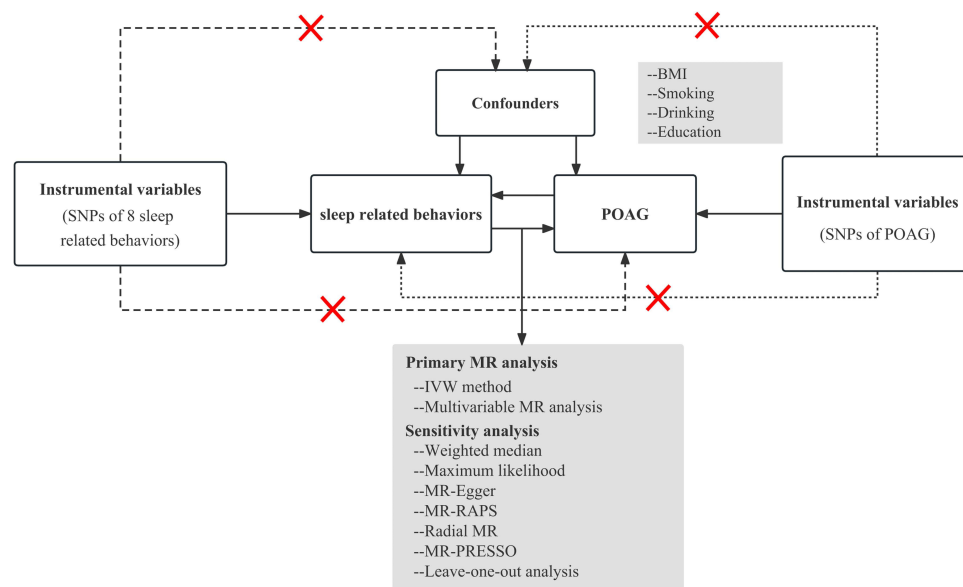 Confounders
--BMI
--Smoking
--Drinking
--Education
Instrumental variables
(SNPs of 8 sleep
related behaviors)
sleep related behaviors
POAG
Instrumental variables
(SNPs of POAG)
Primary MR analysis
--IVW method
--Multivariable MR analysis
Sensitivity analysis
--Weighted median
--Maximum likelihood
--MR-Egger
--MR-RAPS
--Radial MR
--MR-PRESSO
--Leave-one-out analysis